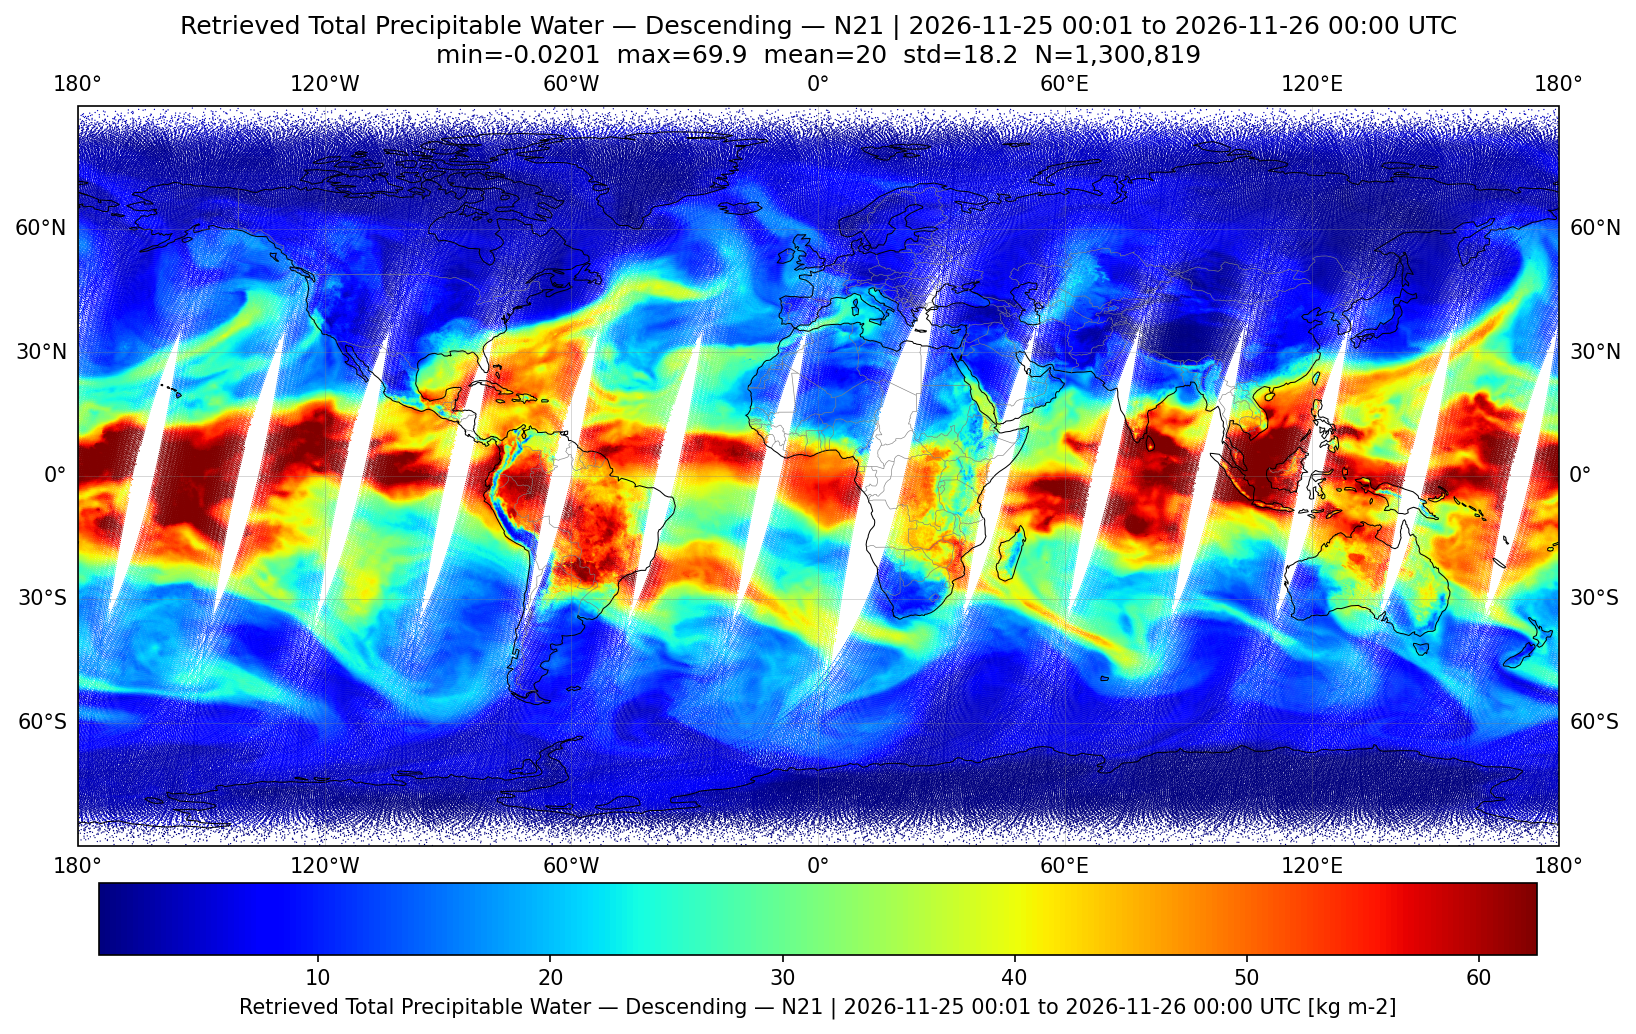 Retrieved Total Precipitable Water — Descending — N21 | 2026-11-25 00:01 to 2026-11-26 00:00 UTC
min=-0.0201  max=69.9  mean=20  std=18.2  N=1,300,819
180° 120°W 60°W 0° 60°E 120°E 180°
60°N 60°N
30°N 30°N
0° 0°
30°S 30°S
60°S 60°S
180° 120°W 60°W 0° 60°E 120°E 180°
10 20 30 40 50 60
Retrieved Total Precipitable Water — Descending — N21 | 2026-11-25 00:01 to 2026-11-26 00:00 UTC [kg m-2]